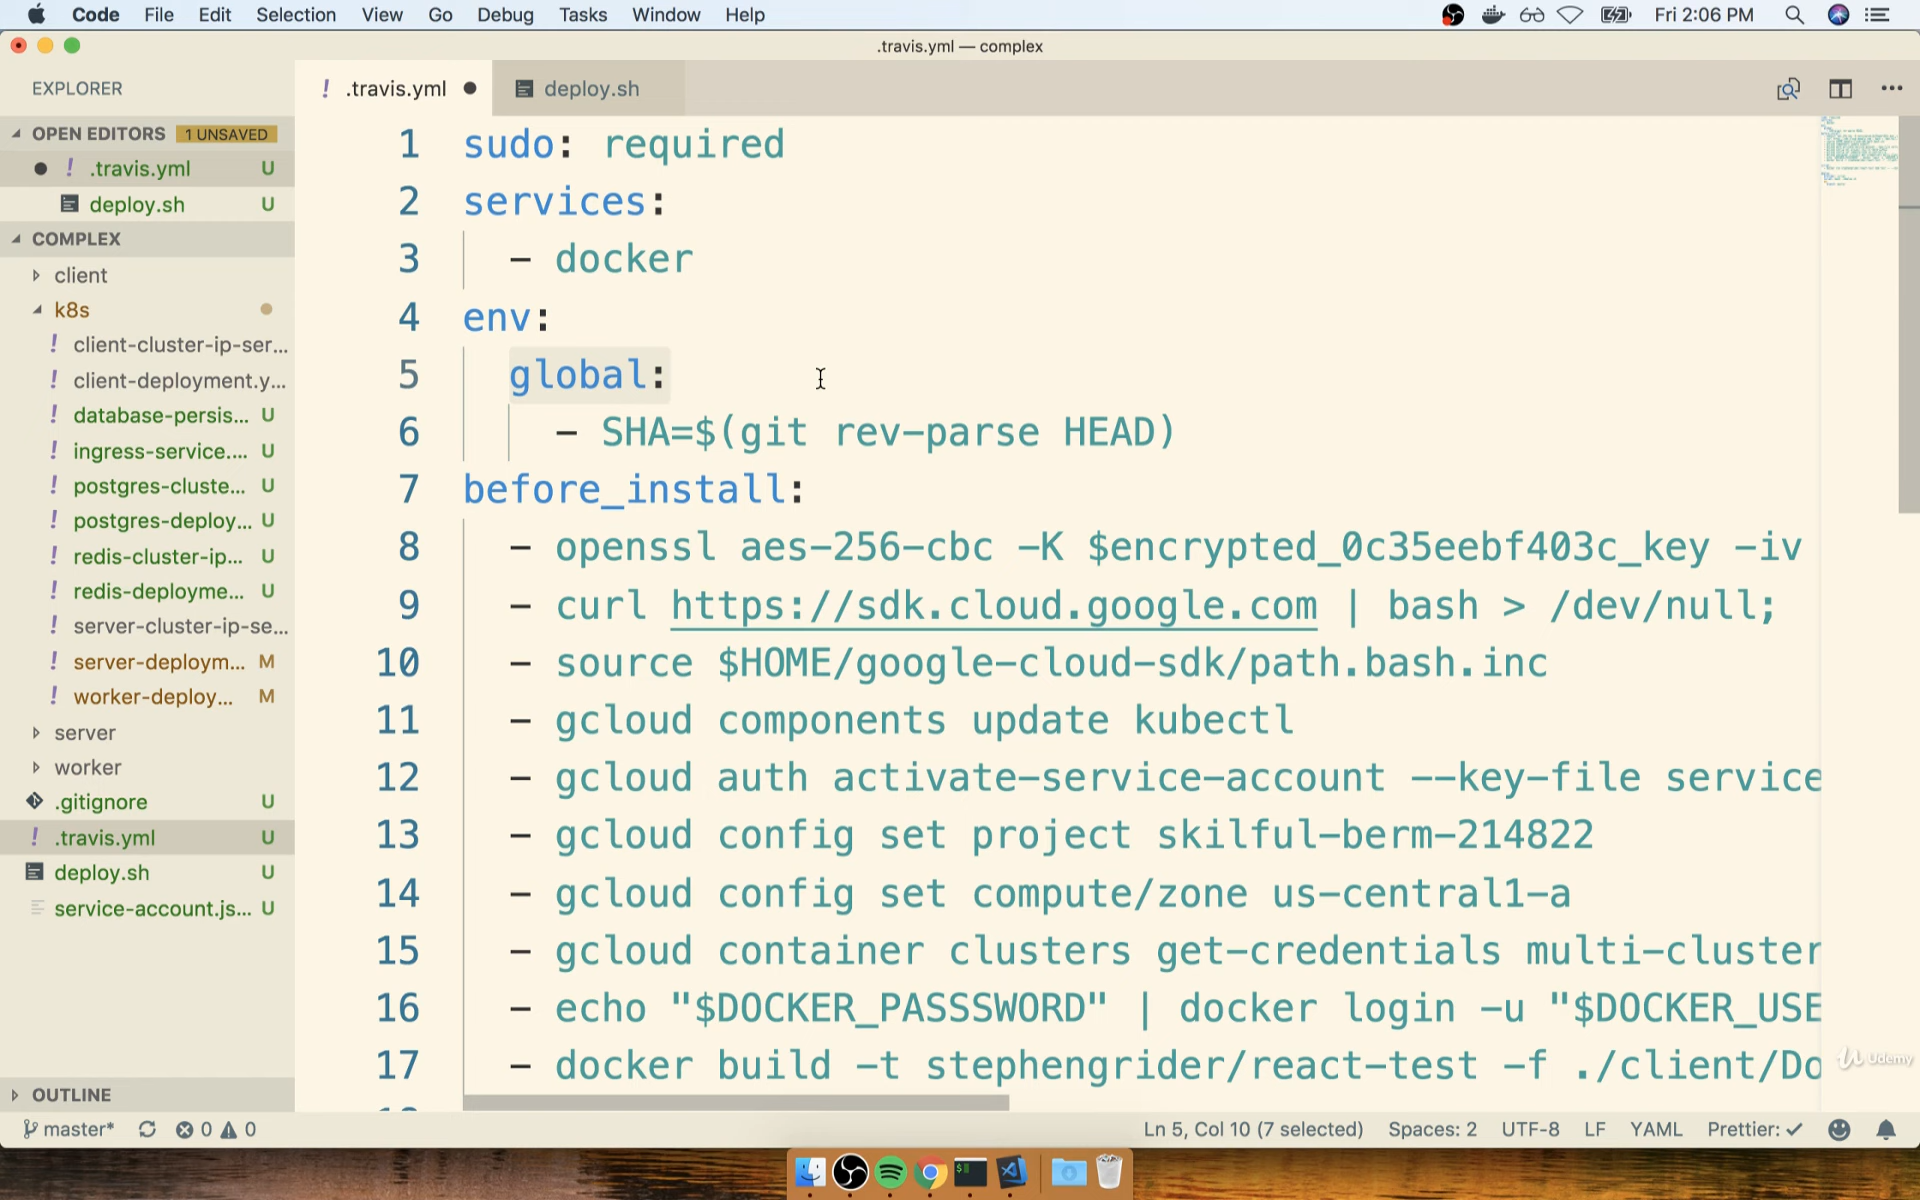 Code File Edit Selection View Go Debug Tasks Window Help Fri 2:06 PM
.travis.yml — complex
EXPLORER
! .travis.yml deploy.sh
OPEN EDITORS 1 UNSAVED
! .travis.yml U
deploy.sh U
COMPLEX
client
k8s
! client-cluster-ip-ser...
! client-deployment.y...
! database-persis... U
! ingress-service.... U
! postgres-cluste... U
! postgres-deploy... U
! redis-cluster-ip... U
! redis-deployme... U
! server-cluster-ip-se...
! server-deploym... M
! worker-deploy... M
server
worker
.gitignore U
! .travis.yml U
deploy.sh U
service-account.js... U
OUTLINE
1 sudo: required
2 services:
3 - docker
4 env:
5 global:
6 - SHA=$(git rev-parse HEAD)
7 before_install:
8 - openssl aes-256-cbc -K $encrypted_0c35eebf403c_key -iv
9 - curl https://sdk.cloud.google.com | bash > /dev/null;
10 - source $HOME/google-cloud-sdk/path.bash.inc
11 - gcloud components update kubectl
12 - gcloud auth activate-service-account --key-file service
13 - gcloud config set project skilful-berm-214822
14 - gcloud config set compute/zone us-central1-a
15 - gcloud container clusters get-credentials multi-cluster
16 - echo "$DOCKER_PASSSWORD" | docker login -u "$DOCKER_USE
17 - docker build -t stephengrider/react-test -f ./client/Do
Udemy
master* 0 0 Ln 5, Col 10 (7 selected) Spaces: 2 UTF-8 LF YAML Prettier: ✓